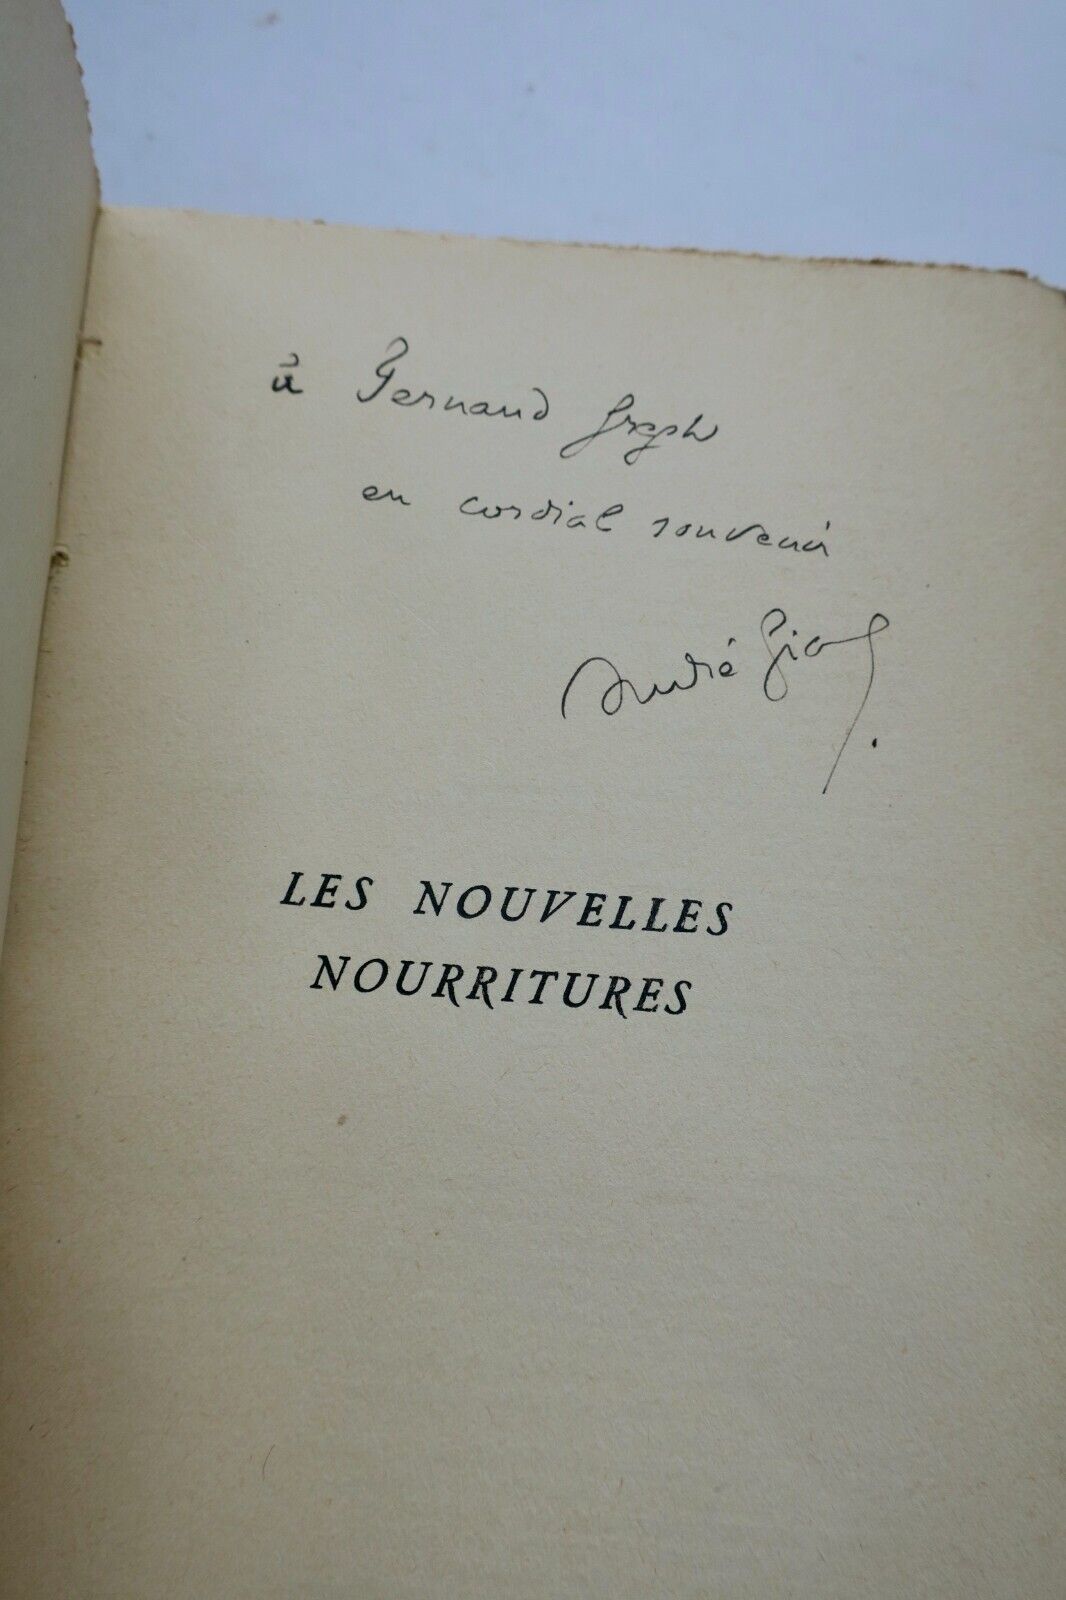 à Fernand Gregh
en cordial souvenir
André Gide.
LES NOUVELLES
NOURRITURES